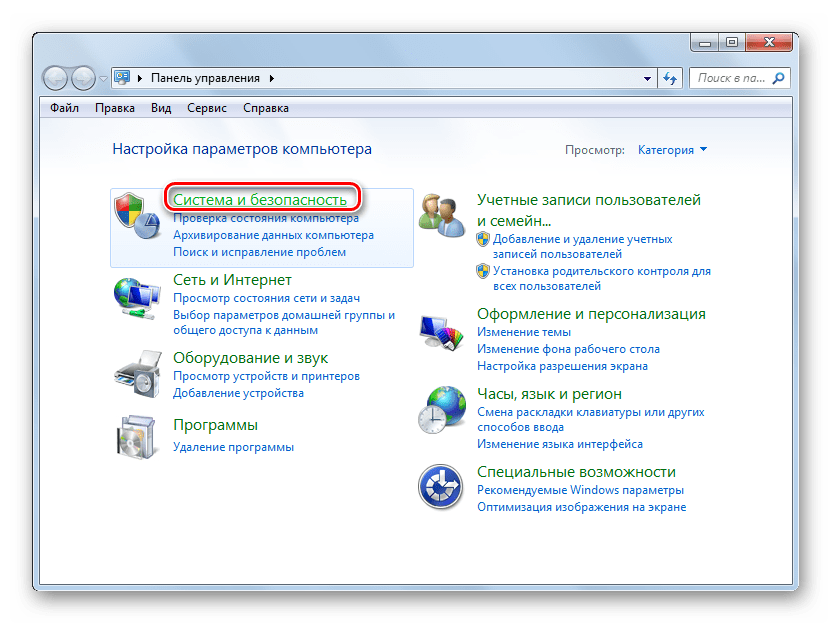 Панель управления
Поиск в па...
Файл Правка Вид Сервис Справка
Настройка параметров компьютера
Просмотр: Категория
Система и безопасность
Проверка состояния компьютера
Архивирование данных компьютера
Поиск и исправление проблем
Сеть и Интернет
Просмотр состояния сети и задач
Выбор параметров домашней группы и
общего доступа к данным
Оборудование и звук
Просмотр устройств и принтеров
Добавление устройства
Программы
Удаление программы
Учетные записи пользователей
и семейн...
Добавление и удаление учетных
записей пользователей
Установка родительского контроля для
всех пользователей
Оформление и персонализация
Изменение темы
Изменение фона рабочего стола
Настройка разрешения экрана
Часы, язык и регион
Смена раскладки клавиатуры или других
способов ввода
Изменение языка интерфейса
Специальные возможности
Рекомендуемые Windows параметры
Оптимизация изображения на экране